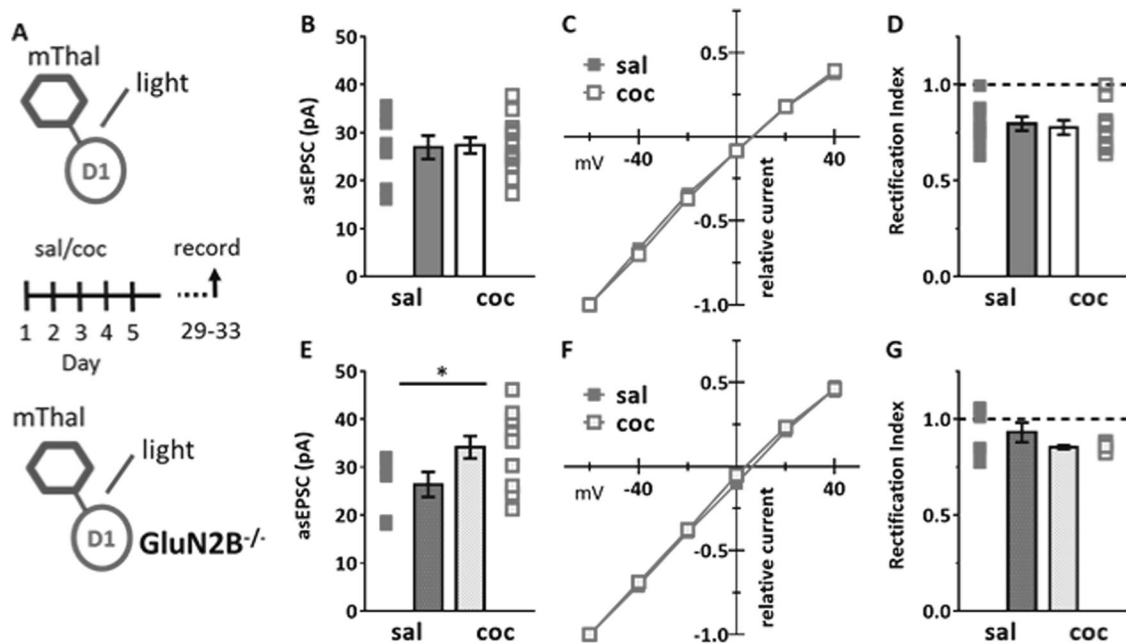 A
mThal
light
D1
sal/coc
record
1 2 3 4 5
29-33
Day
mThal
light
D1 GluN2B-/-
B
asEPSC (pA)
50
40
30
20
10
0
sal coc
C
sal
coc
0.5
mV -40 40
-0.5
-1.0
relative current
D
Rectification Index
1.0
0.5
0.0
sal coc
E
asEPSC (pA)
50
40
30
20
10
0
*
sal coc
F
sal
coc
0.5
mV -40 40
-0.5
-1.0
relative current
G
Rectification Index
1.0
0.5
0.0
sal coc